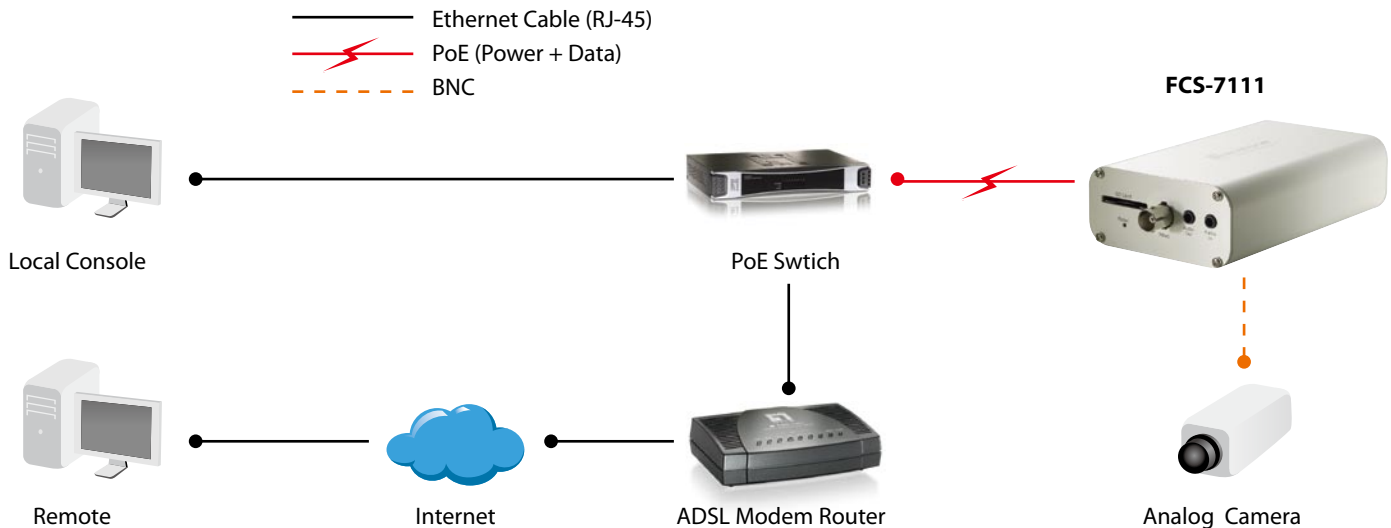 Ethernet Cable (RJ-45)
PoE (Power + Data)
BNC
FCS-7111
Local Console
PoE Swtich
Remote
Internet
ADSL Modem Router
Analog Camera